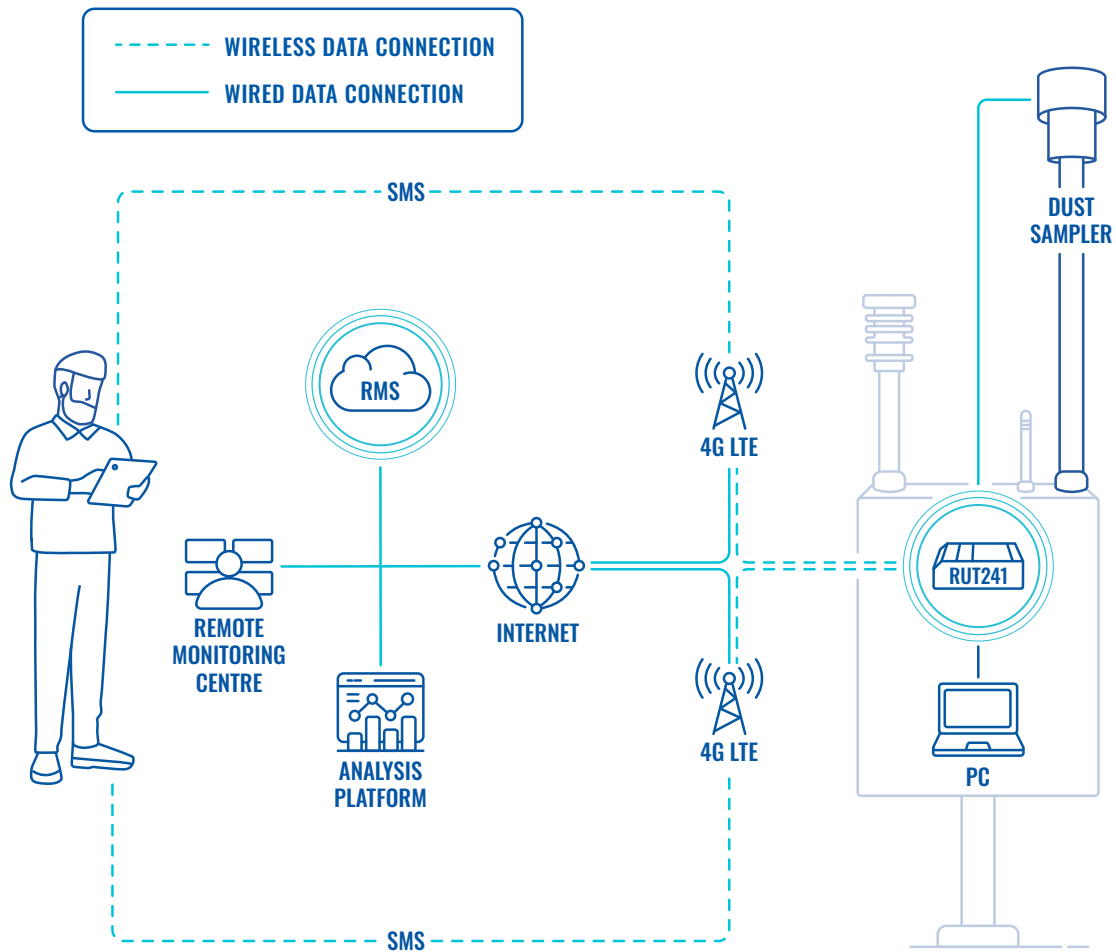 WIRELESS DATA CONNECTION
WIRED DATA CONNECTION
SMS
DUST
SAMPLER
RMS
4G LTE
RUT241
REMOTE
MONITORING
CENTRE
INTERNET
4G LTE
ANALYSIS
PLATFORM
PC
SMS